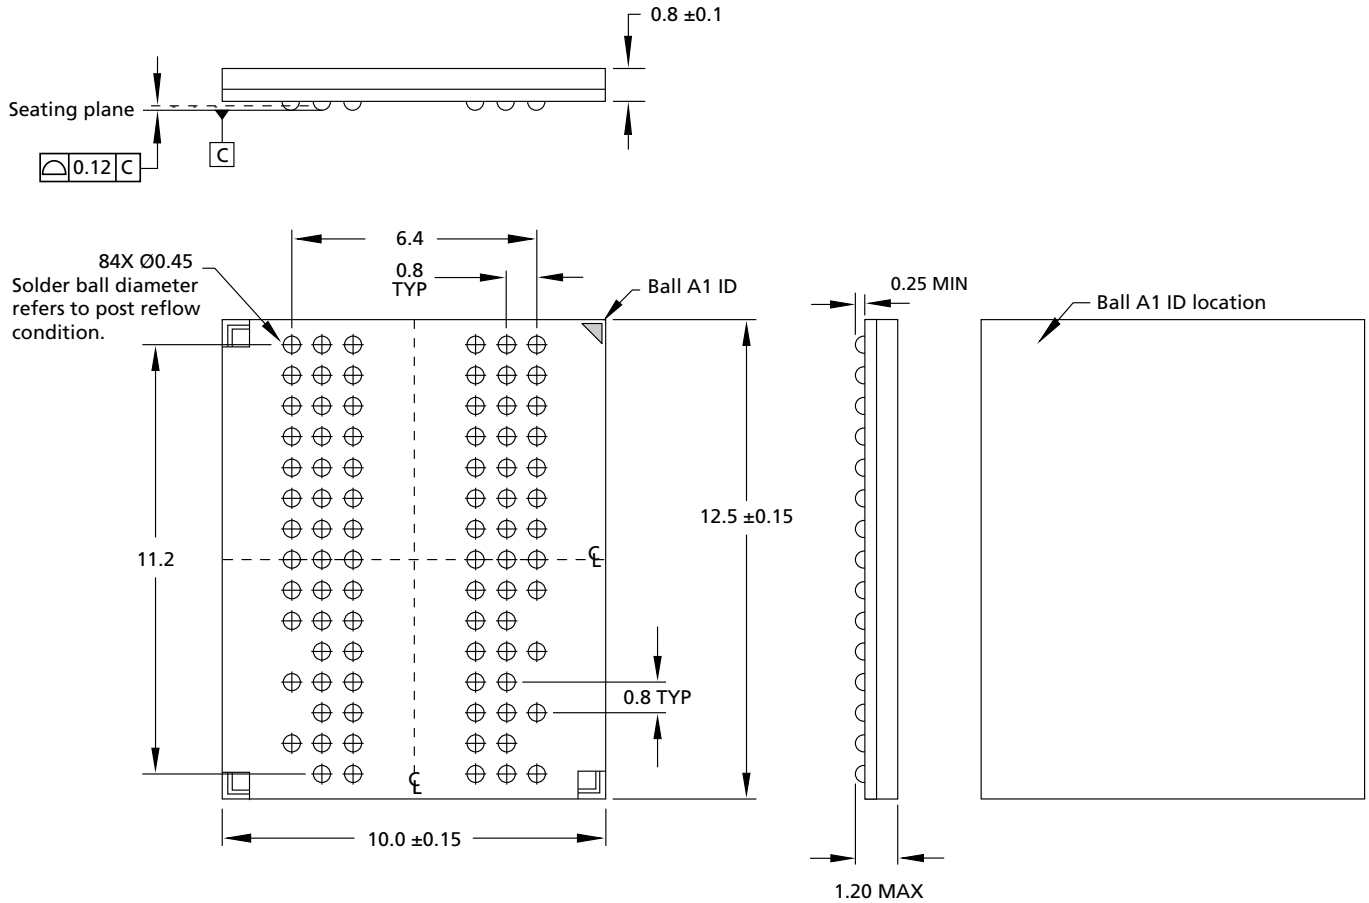 0.8 ±0.1
Seating plane
0.12 C
C
6.4
84X Ø0.45
Solder ball diameter
refers to post reflow
condition.
0.8
TYP
Ball A1 ID
0.25 MIN
Ball A1 ID location
12.5 ±0.15
11.2
℄
0.8 TYP
℄
10.0 ±0.15
1.20 MAX